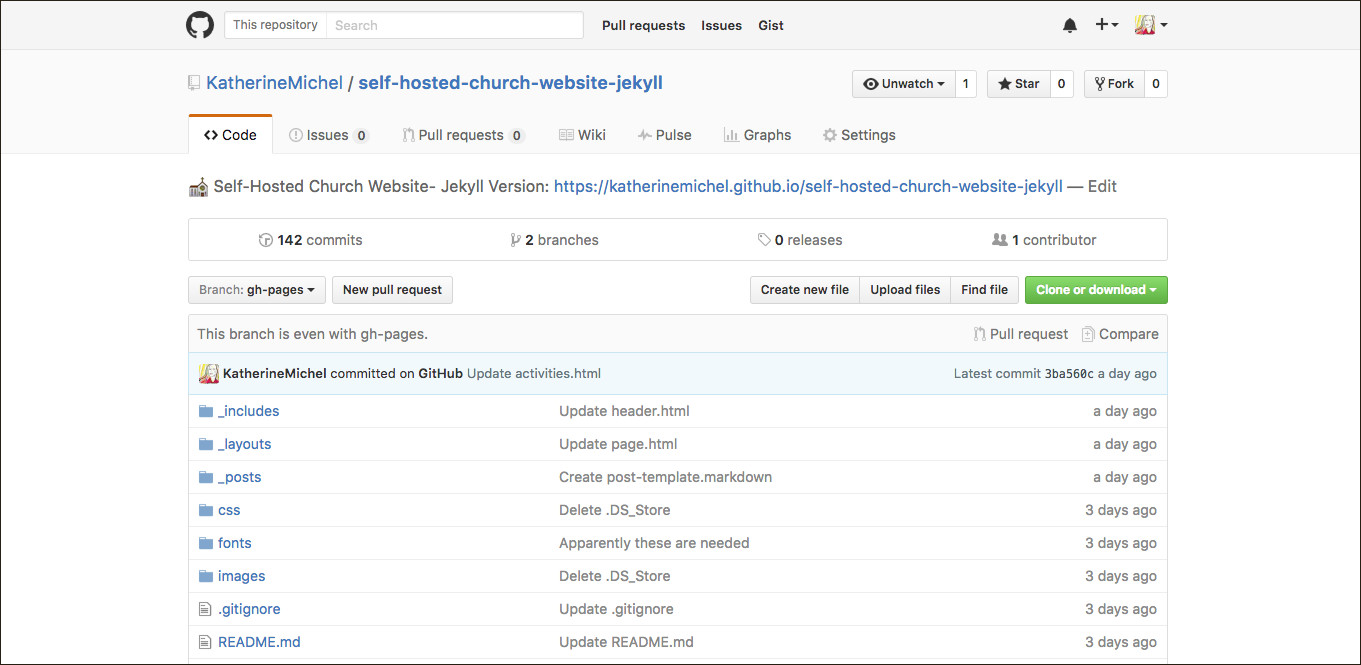 This repository Search Pull requests Issues Gist
KatherineMichel / self-hosted-church-website-jekyll Unwatch 1 Star 0 Fork 0
Code Issues 0 Pull requests 0 Wiki Pulse Graphs Settings
Self-Hosted Church Website- Jekyll Version: https://katherinemichel.github.io/self-hosted-church-website-jekyll — Edit
142 commits 2 branches 0 releases 1 contributor
Branch: gh-pages New pull request Create new file Upload files Find file Clone or download
This branch is even with gh-pages. Pull request Compare
KatherineMichel committed on GitHub Update activities.html Latest commit 3ba560c a day ago
_includes Update header.html a day ago
_layouts Update page.html a day ago
_posts Create post-template.markdown a day ago
css Delete .DS_Store 3 days ago
fonts Apparently these are needed 3 days ago
images Delete .DS_Store 3 days ago
.gitignore Update .gitignore 3 days ago
README.md Update README.md 3 days ago